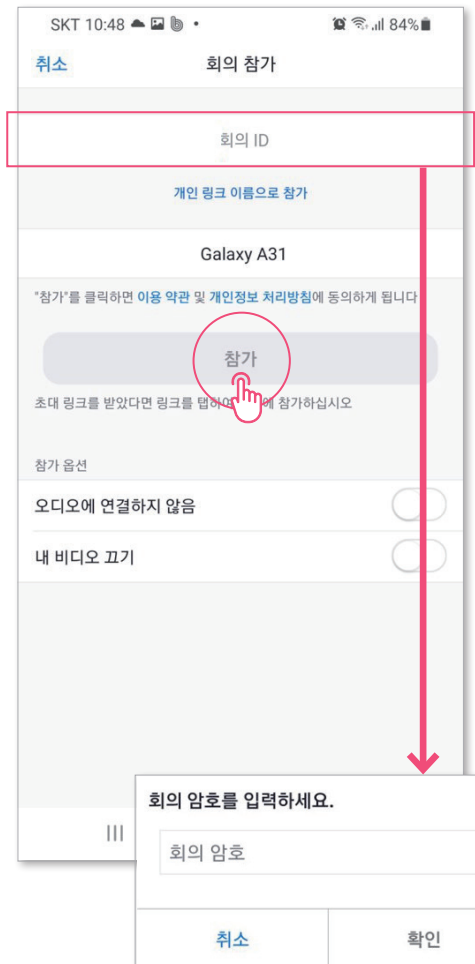 SKT 10:48
84%
취소
회의 참가
회의 ID
개인 링크 이름으로 참가
Galaxy A31
"참가"를 클릭하면 이용 약관 및 개인정보 처리방침에 동의하게 됩니다
참가
초대 링크를 받았다면 링크를 탭하여 에 참가하십시오
참가 옵션
오디오에 연결하지 않음
내 비디오 끄기
회의 암호를 입력하세요.
회의 암호
취소
확인